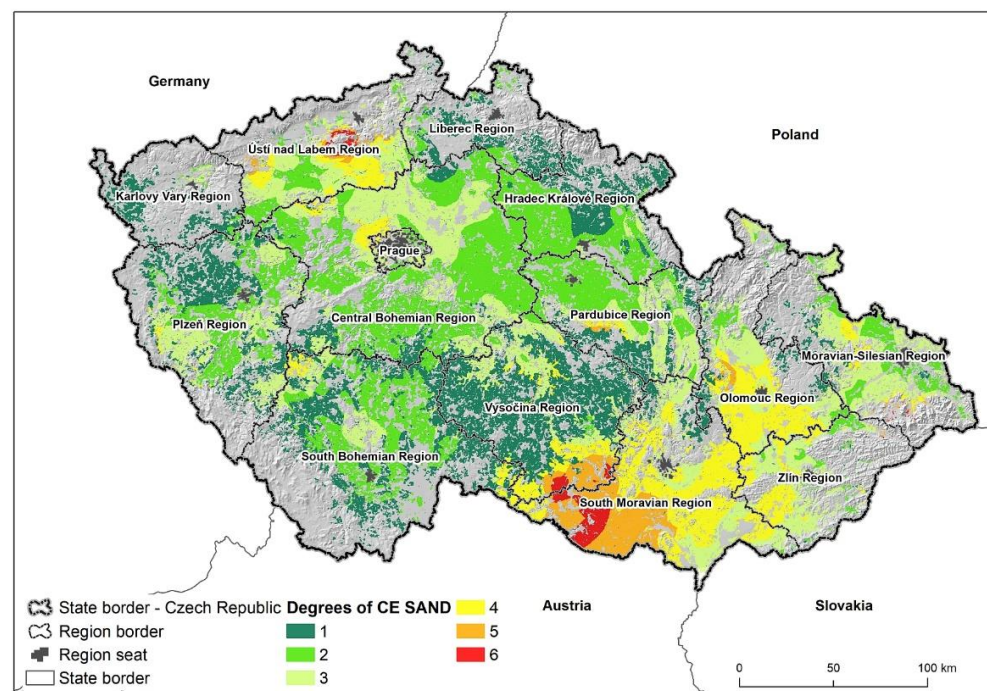 Germany
Poland
Liberec Region
Ústí nad Labem Region
Karlovy Vary Region
Hradec Králové Region
Prague
Central Bohemian Region
Pardubice Region
Plzeň Region
Moravian-Silesian Region
Olomouc Region
Vysočina Region
South Bohemian Region
Zlín Region
South Moravian Region
Austria
Slovakia
State border - Czech Republic
Region border
Region seat
State border
Degrees of CE SAND
1
2
3
4
5
6
0 50 100 km